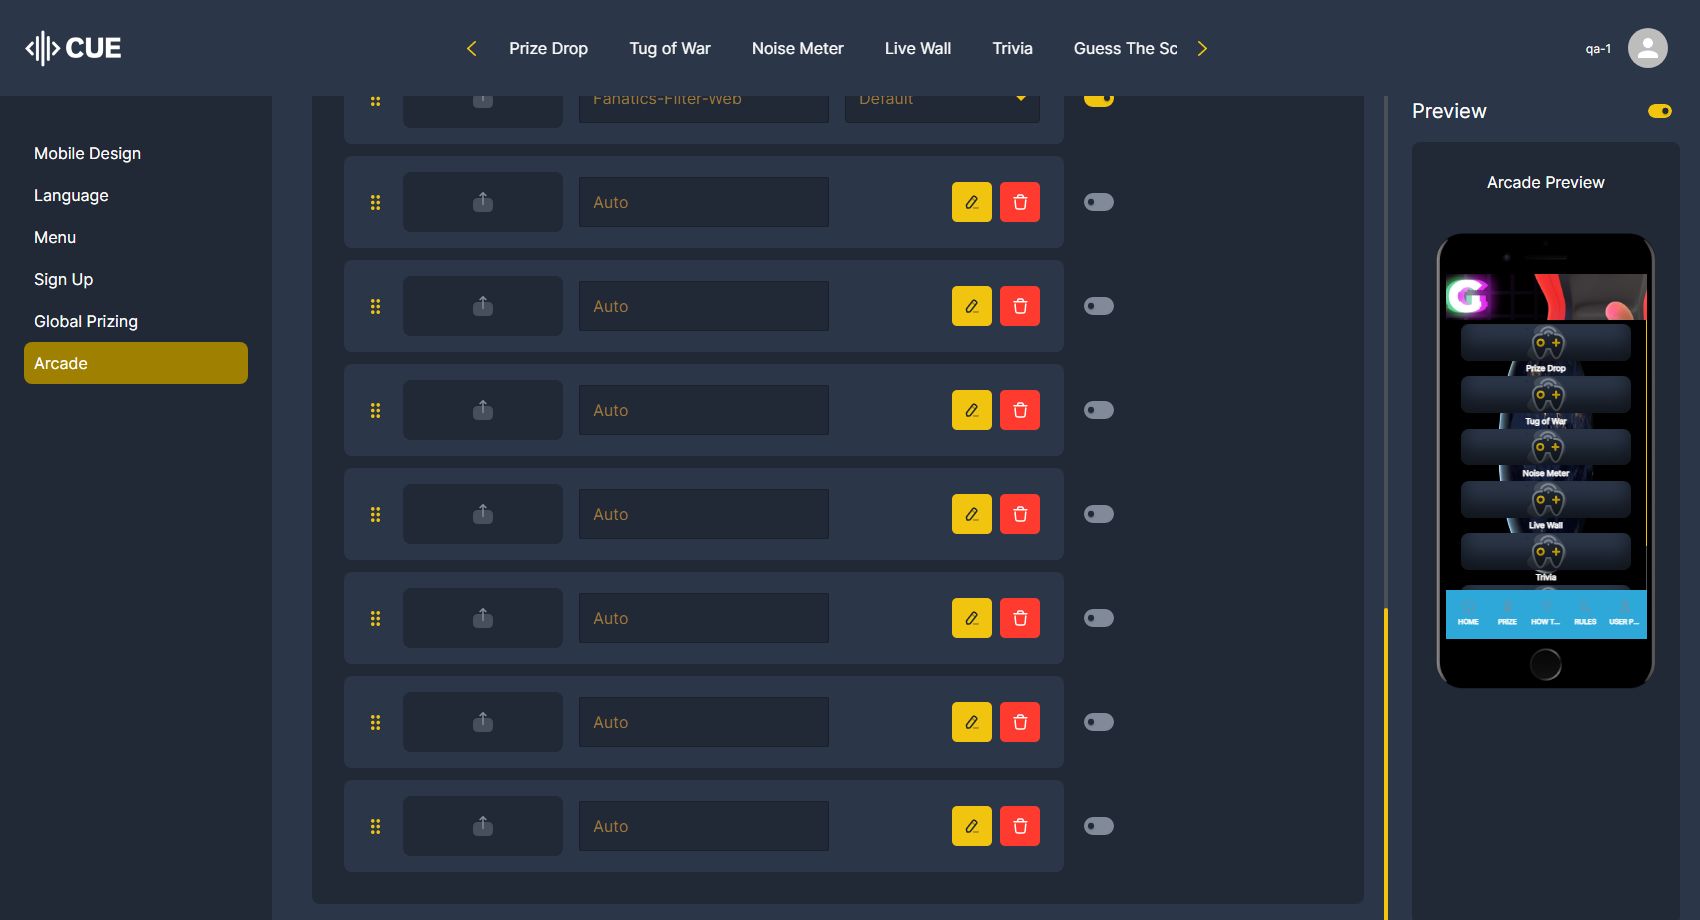 CUE
Prize Drop
Tug of War
Noise Meter
Live Wall
Trivia
Guess The Sc
qa-1
Mobile Design
Language
Menu
Sign Up
Global Prizing
Arcade
Fanatics-Filter-Web
Default
Auto
Auto
Auto
Auto
Auto
Auto
Auto
Preview
Arcade Preview
G
Prize Drop
Tug of War
Noise Meter
Live Wall
Trivia
HOME
PRIZE
HOW T...
RULES
USER P...